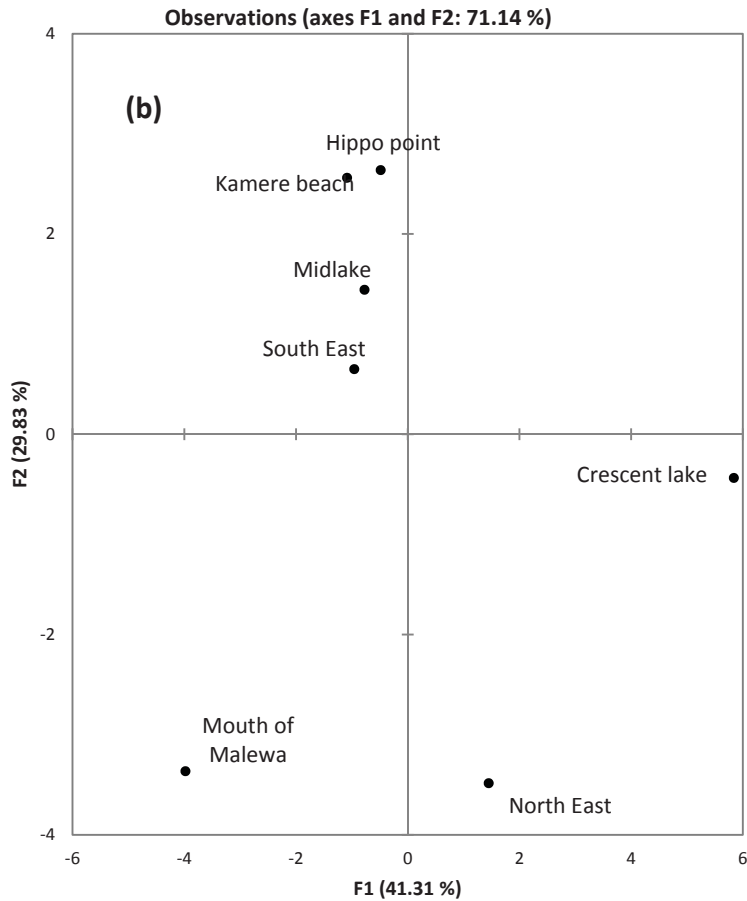 Observations (axes F1 and F2: 71.14 %)
4
(b)
Hippo point
Kamere beach
2
Midlake
South East
0
F2 (29.83 %)
Crescent lake
-2
Mouth of
Malewa
North East
-4
-6 -4 -2 0 2 4 6
F1 (41.31 %)